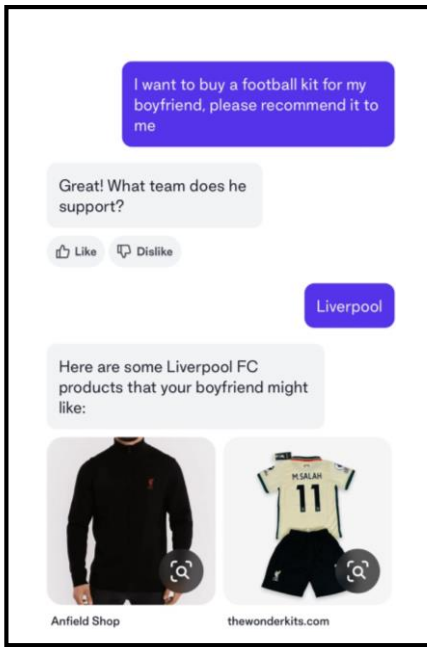 I want to buy a football kit for my
boyfriend, please recommend it to
me
Great! What team does he
support?
Like Dislike
Liverpool
Here are some Liverpool FC
products that your boyfriend might
like:
M.SALAH
11
Anfield Shop thewonderkits.com